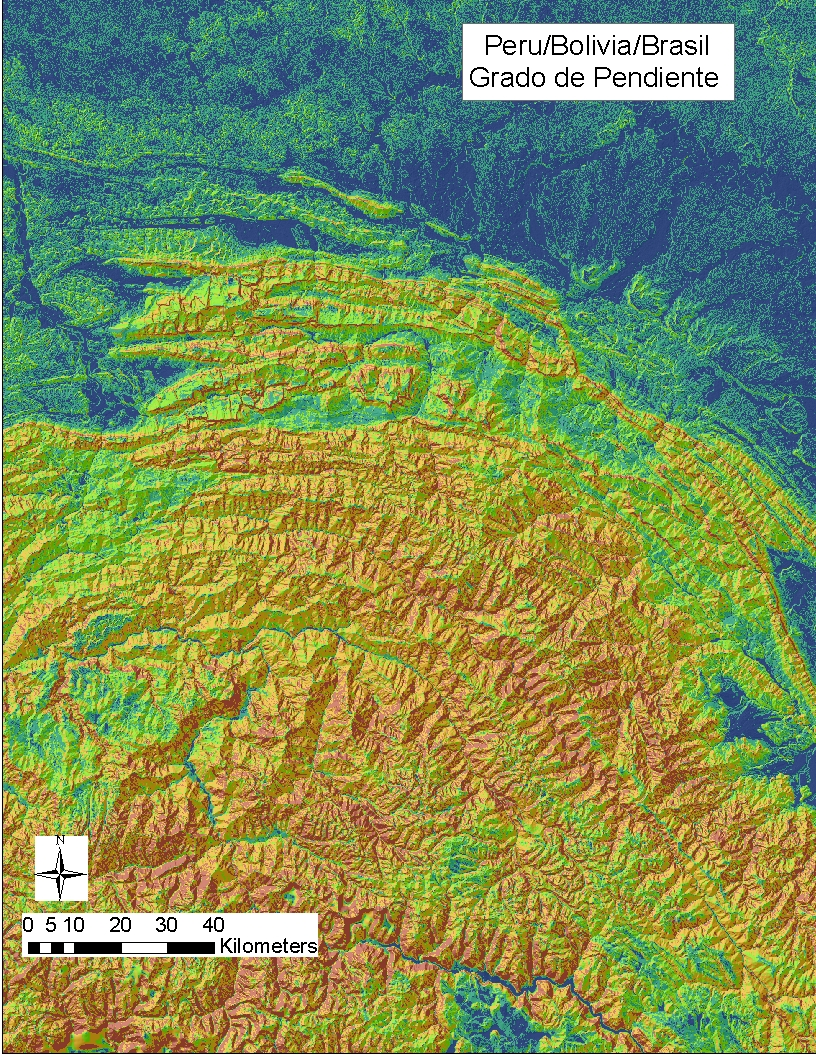 Peru/Bolivia/Brasil
Grado de Pendiente
N
0 5 10 20 30 40
Kilometers